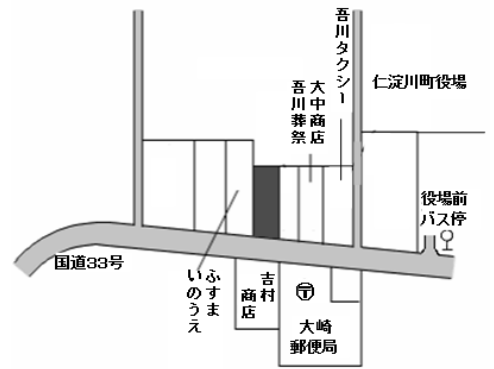 吾川タクシー
大中商店
吾川葬祭
仁淀川町役場
役場前
バス停
国道33号
ふすま
いのうえ
吉村
商店
〒
大崎
郵便局